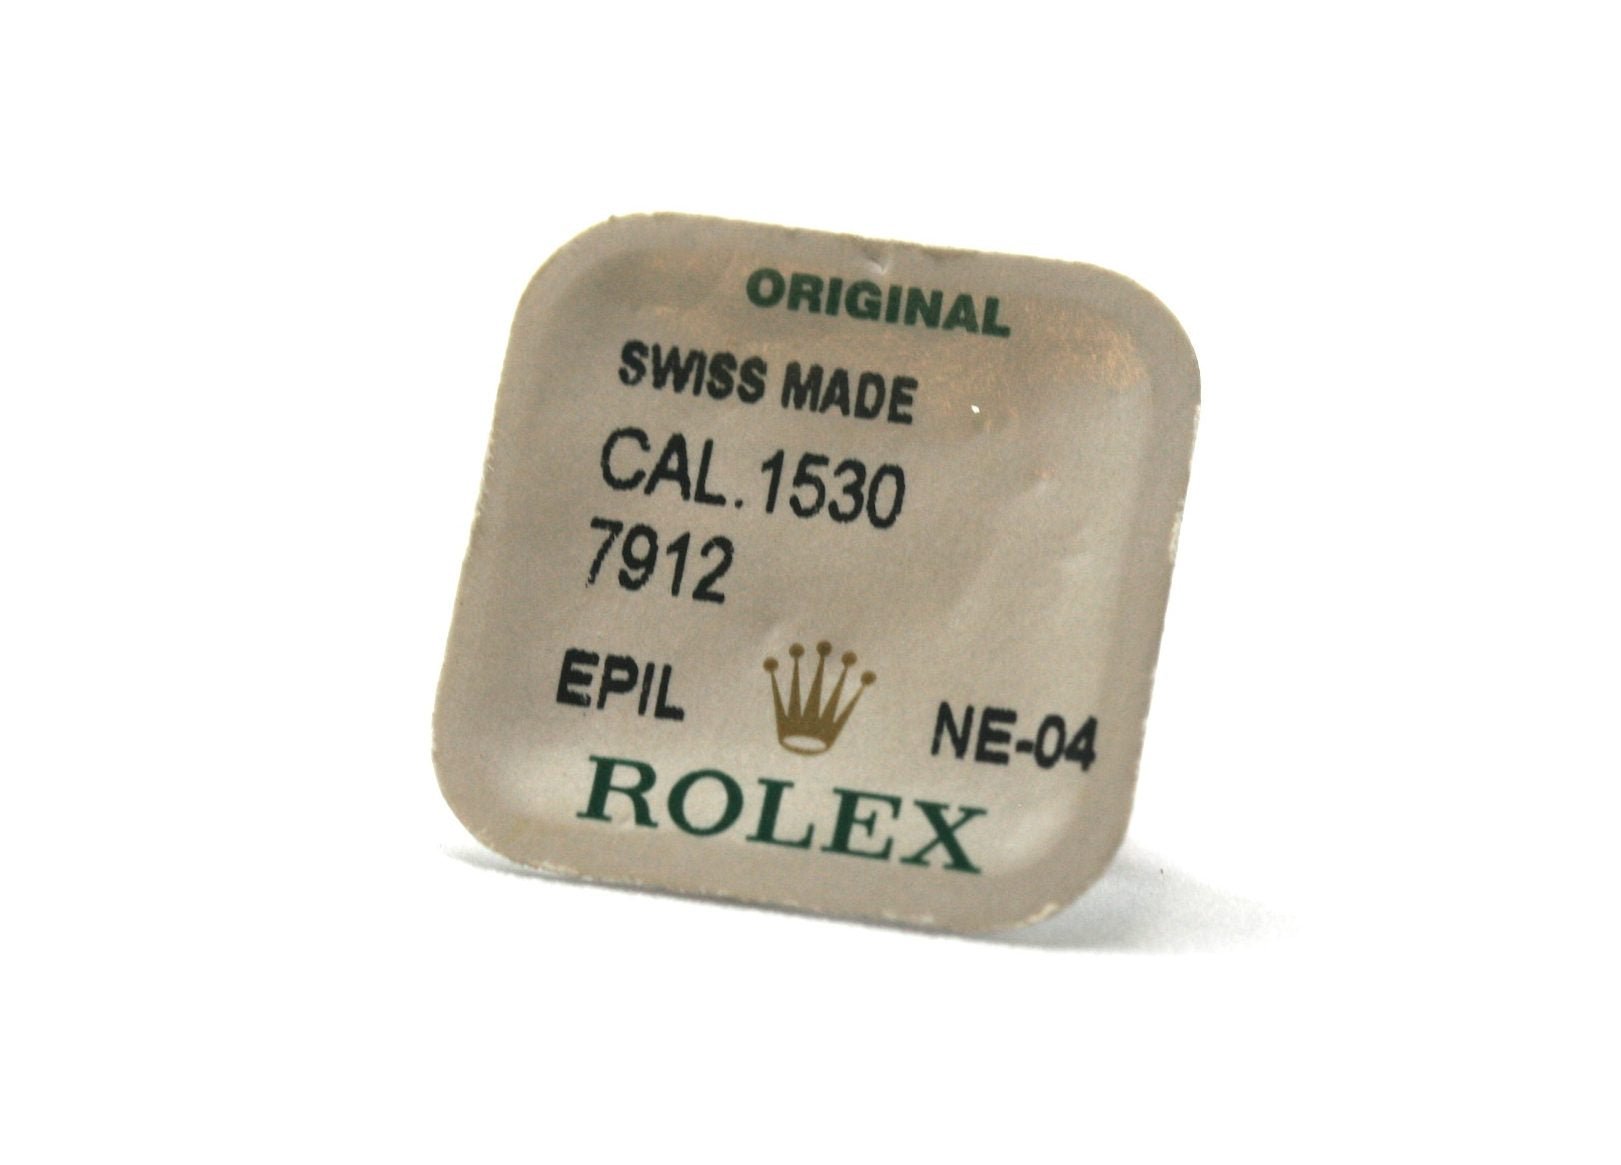 ORIGINAL
SWISS MADE
CAL. 1530
7912
EPIL NE-04
ROLEX